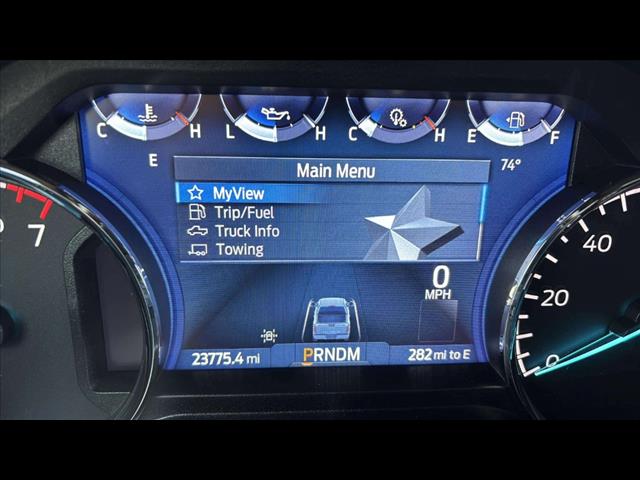 C H L H C H E F
E 74°
Main Menu
MyView
Trip/Fuel
Truck Info
Towing
0
MPH
23775.4 mi PRNDM 282 mi to E
7
40
20
0